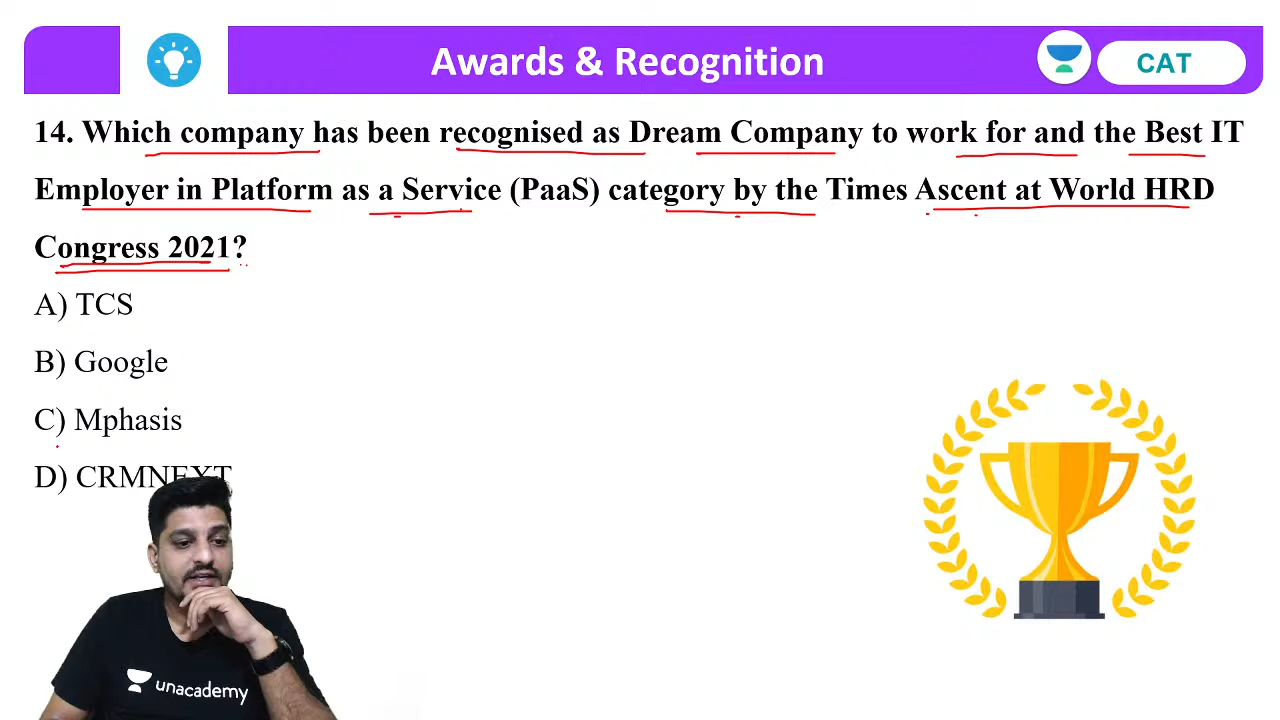 Awards & Recognition
CAT
14. Which company has been recognised as Dream Company to work for and the Best IT
Employer in Platform as a Service (PaaS) category by the Times Ascent at World HRD
Congress 2021?
A) TCS
B) Google
C) Mphasis
D) CRMNEXT
unacademy